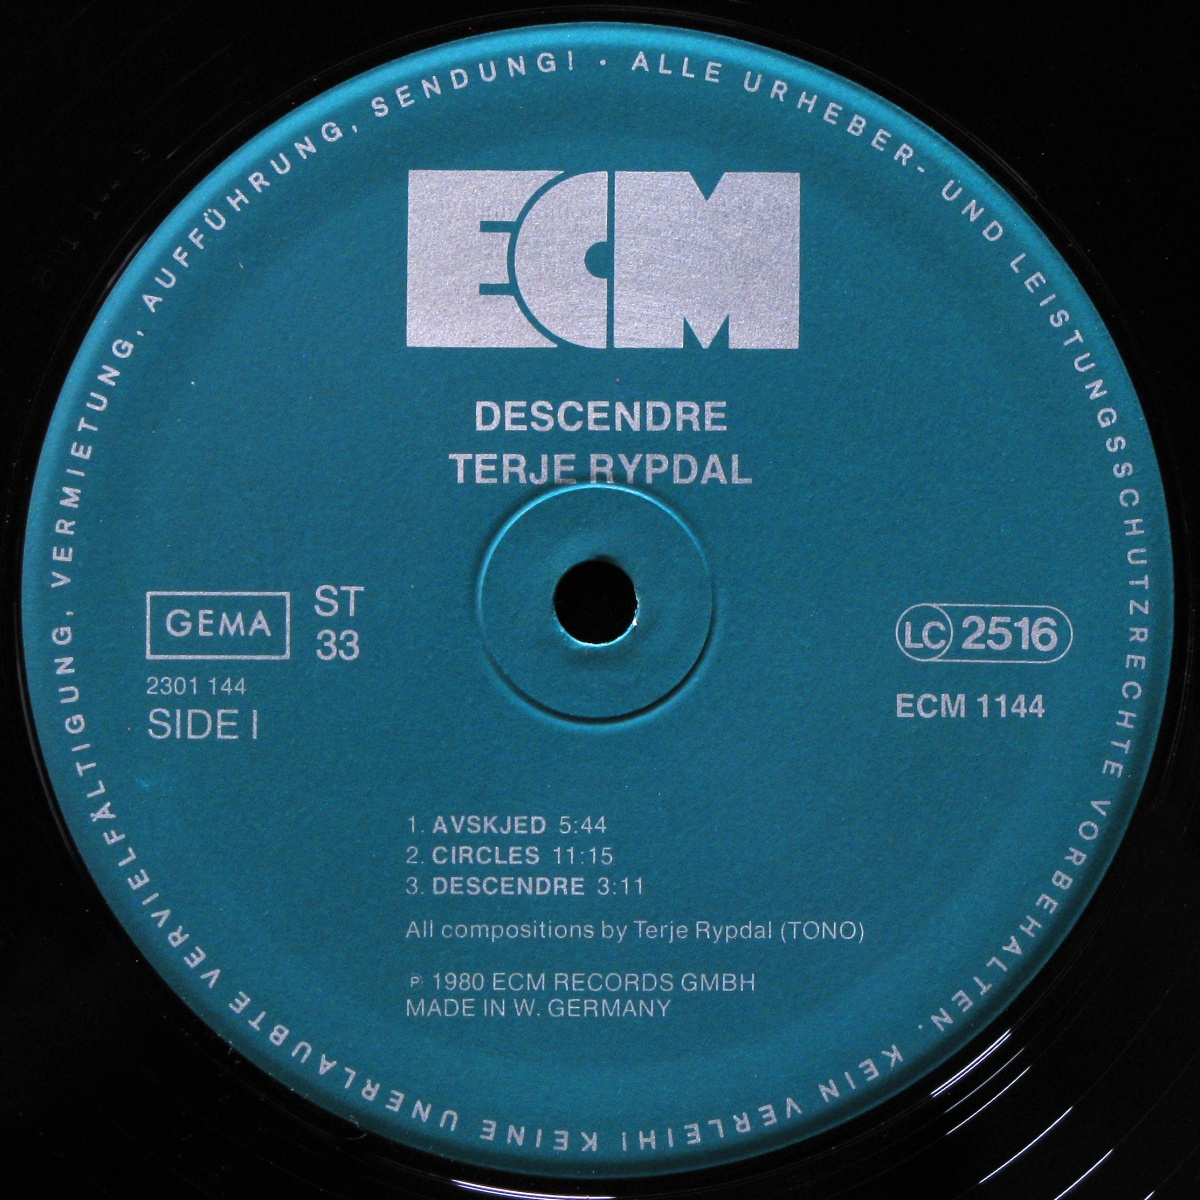 ALLE URHEBER- UND LEISTUNGSSCHUTZRECHTE VORBEHALTEN. KEIN VERLEIH! KEINE UNERLAUBTE VERVIELFÄLTIGUNG, VERMIETUNG, AUFFÜHRUNG, SENDUNG! ·
ECM
DESCENDRE
TERJE RYPDAL
GEMA
ST
33
2301 144
SIDE I
LC 2516
ECM 1144
1. AVSKJED 5:44
2. CIRCLES 11:15
3. DESCENDRE 3:11
All compositions by Terje Rypdal (TONO)
℗ 1980 ECM RECORDS GMBH
MADE IN W. GERMANY